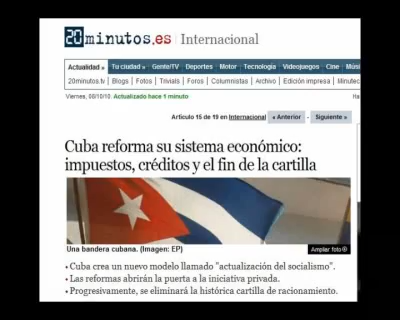 20minutos.es | Internacional
Actualidad » Tu ciudad » Gente/TV Deportes Motor Tecnología Videojuegos Cine Músi
20minutos.tv | Blogs | Fotos | Trivials | Foros | Columnistas | Archivo | Edición impresa | Minutec
Viernes, 08/10/10. Actualizado hace 1 minuto Ha
Artículo 15 de 19 en Internacional « Anterior - Siguiente »
Cuba reforma su sistema económico:
impuestos, créditos y el fin de la cartilla
Una bandera cubana. (Imagen: EP) Ampliar foto
• Cuba crea un nuevo modelo llamado "actualización del socialismo".
• Las reformas abrirán la puerta a la iniciativa privada.
• Progresivamente, se eliminará la histórica cartilla de racionamiento.